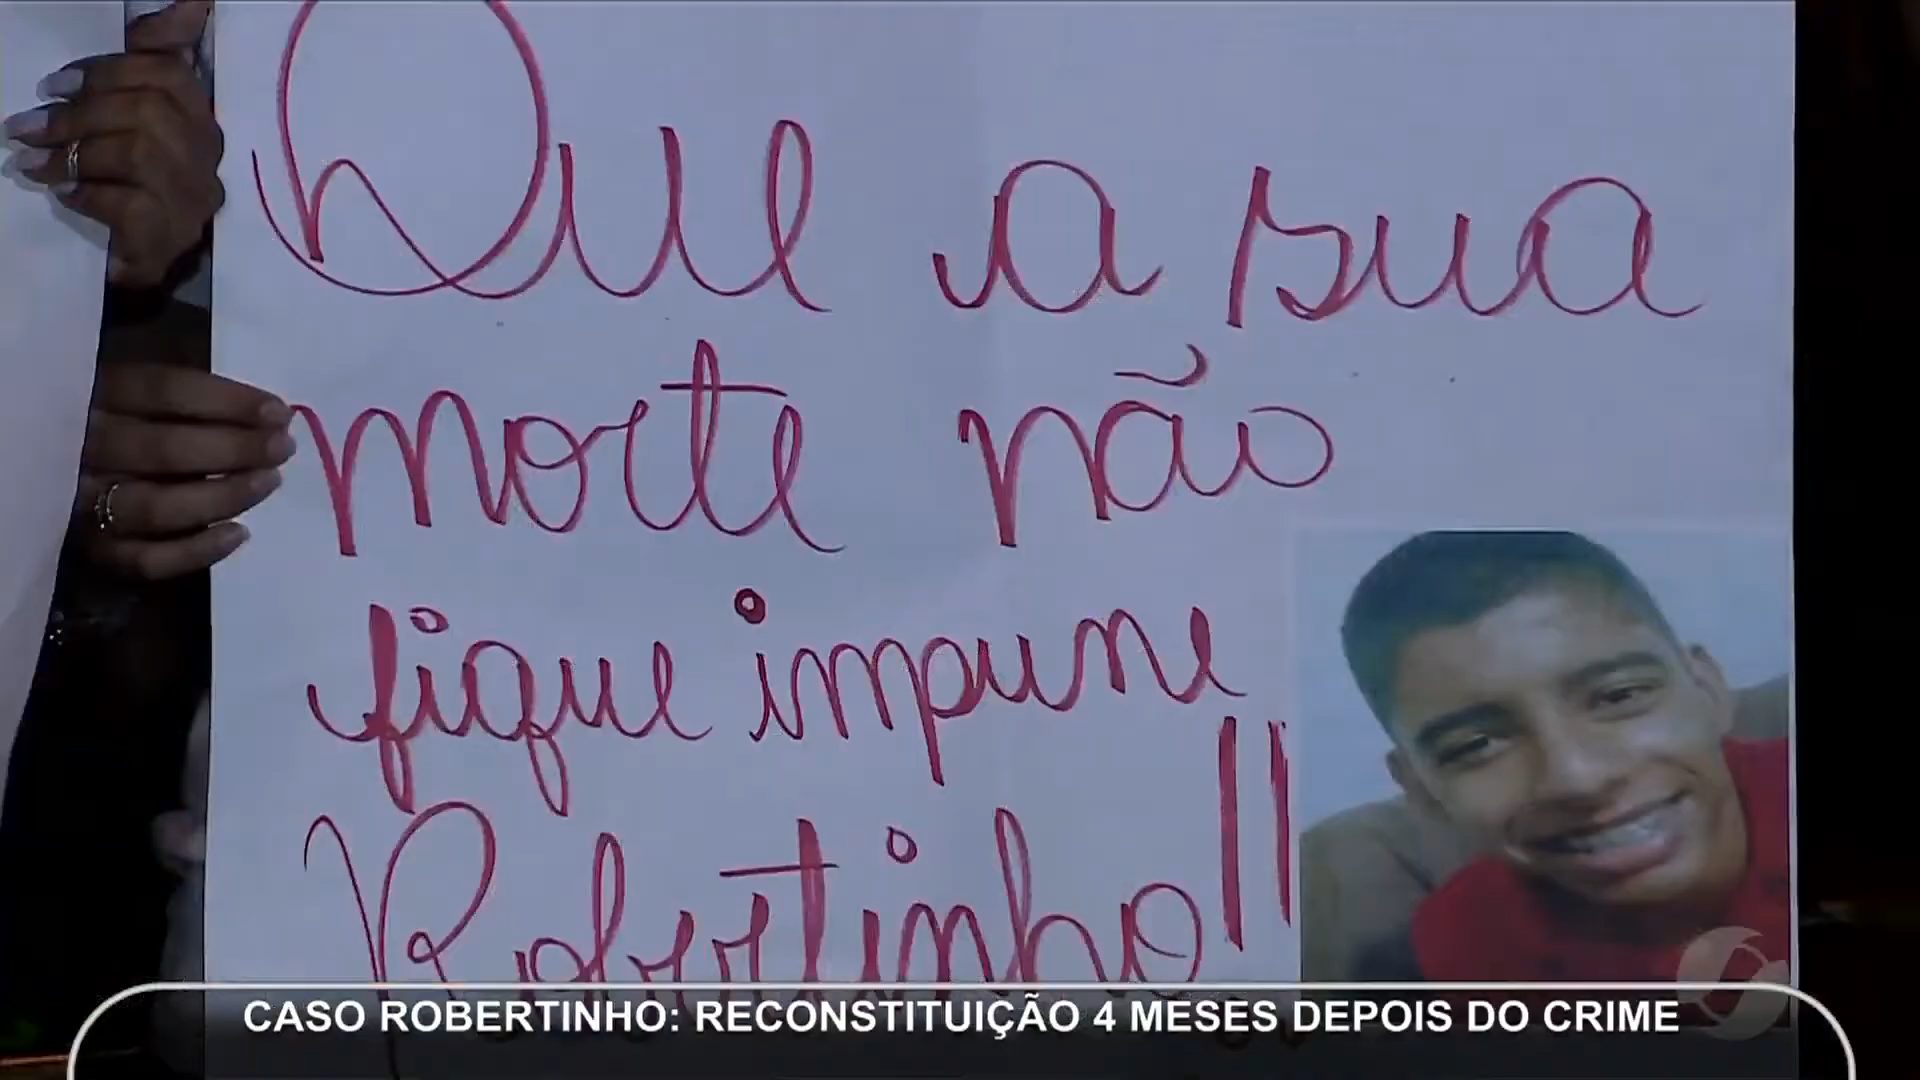 Que a sua
morte não
fique impune
Robertinho!!
CASO ROBERTINHO: RECONSTITUIÇÃO 4 MESES DEPOIS DO CRIME